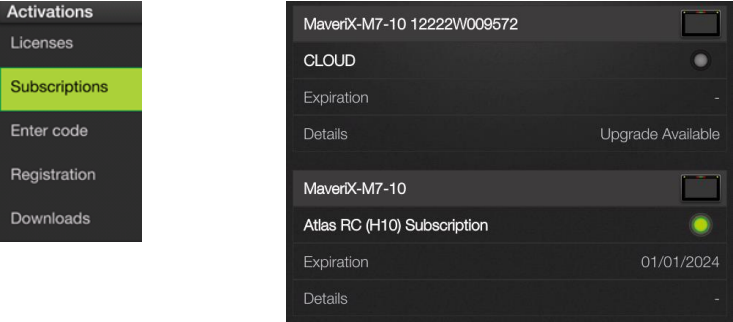 Activations
Licenses
Subscriptions
Enter code
Registration
Downloads
MaveriX-M7-10 12222W009572
CLOUD
Expiration -
Details Upgrade Available
MaveriX-M7-10
Atlas RC (H10) Subscription
Expiration 01/01/2024
Details -